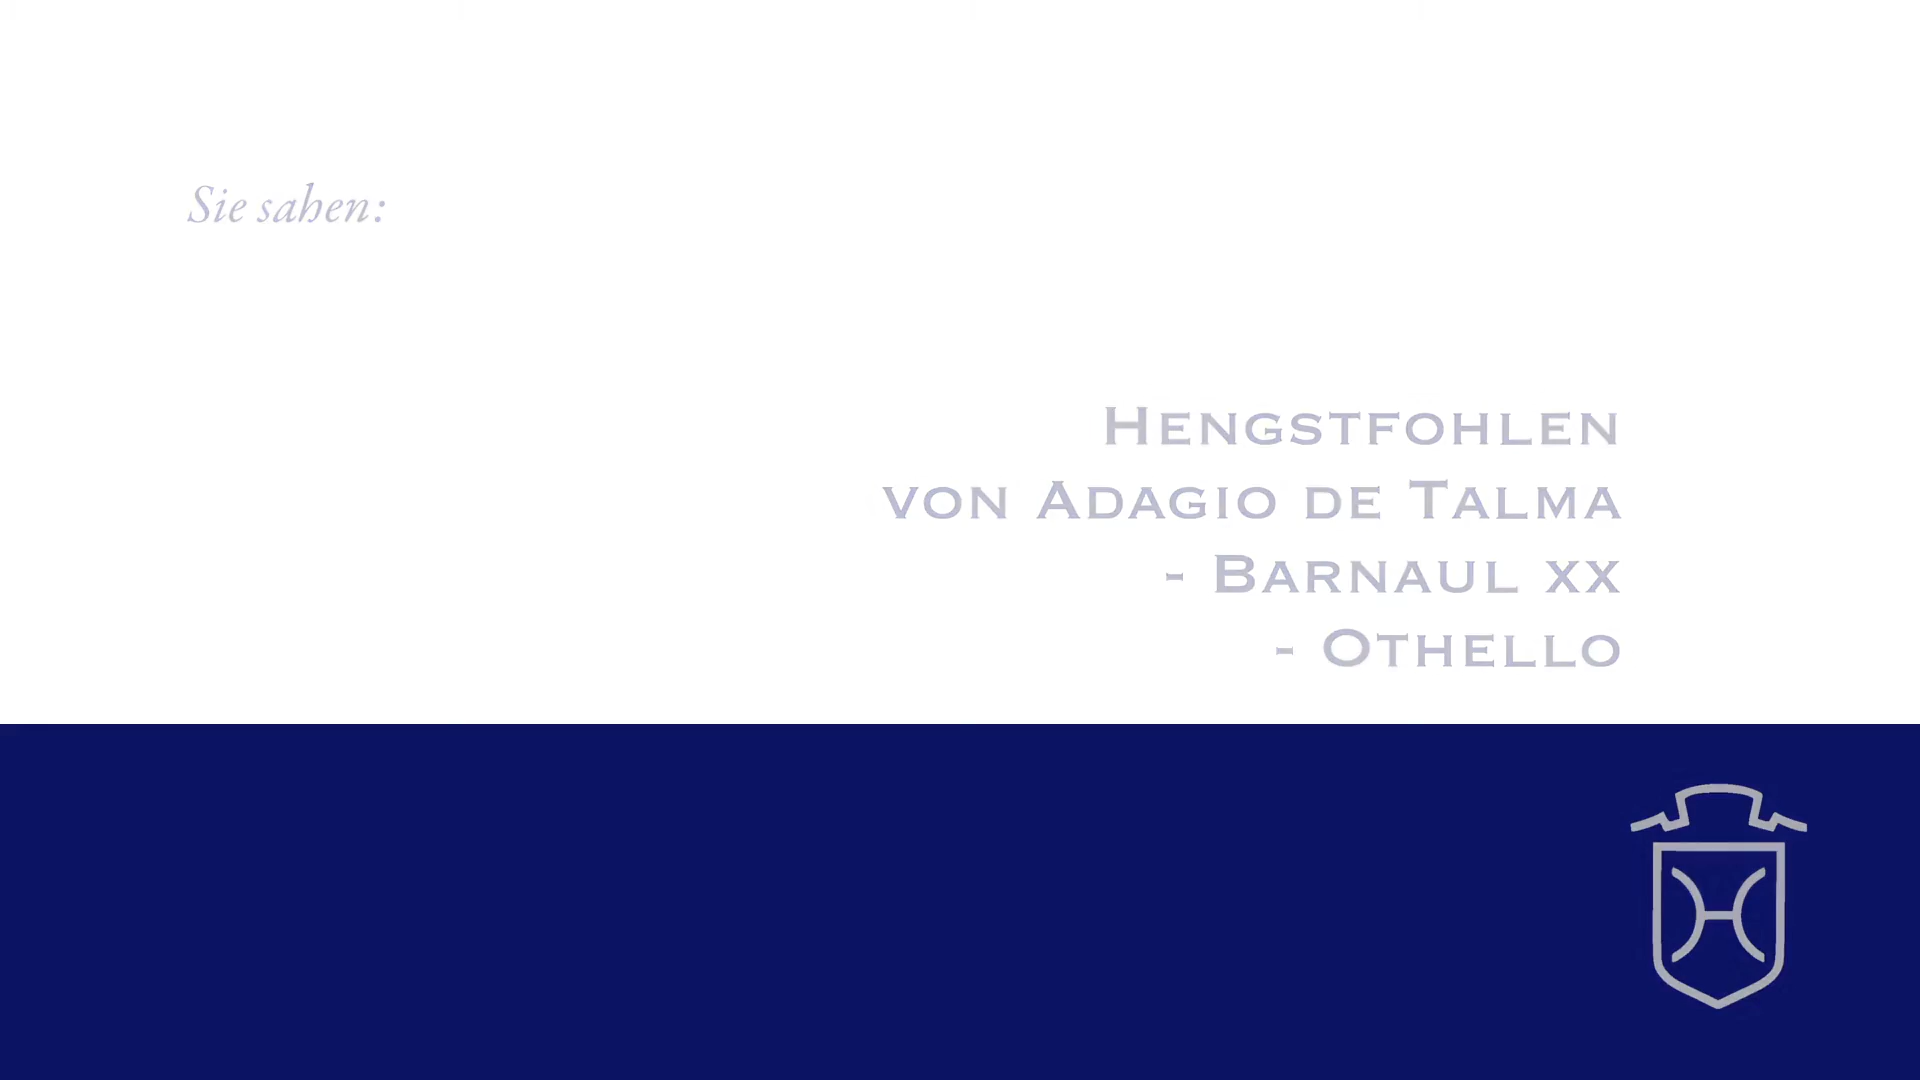 Sie sahen:
Hengstfohlen
von Adagio de Talma
- Barnaul xx
- Othello